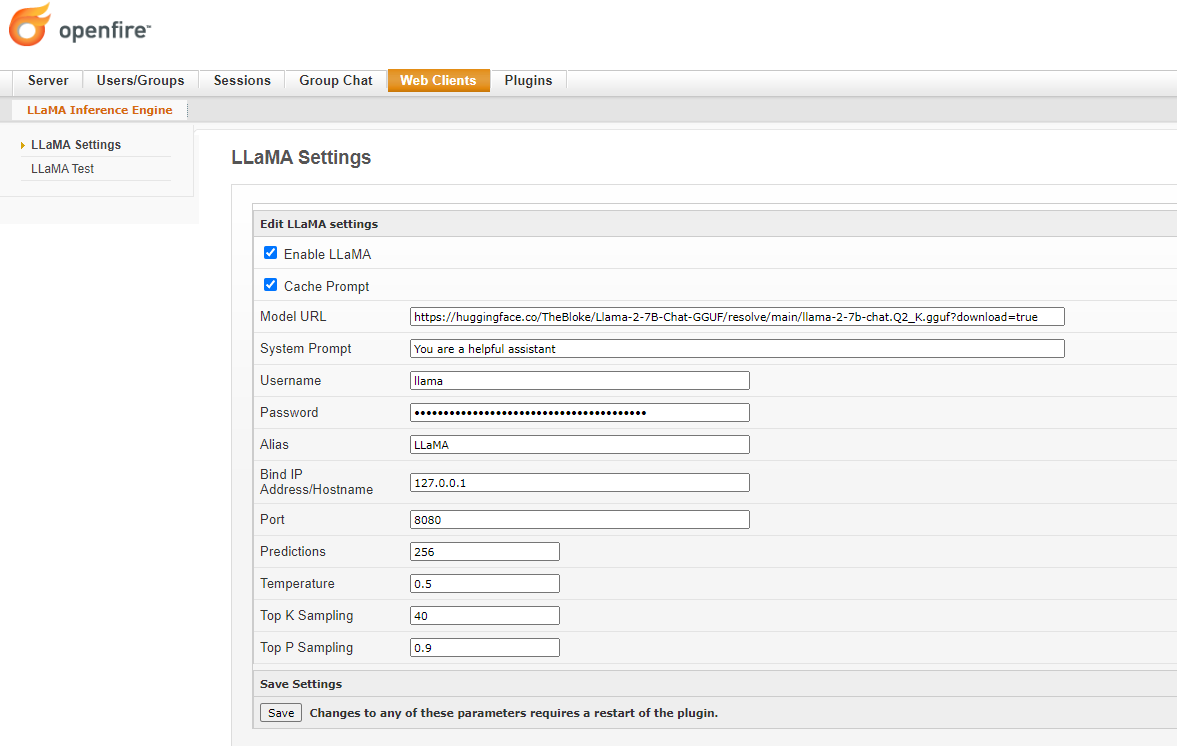 openfire™
Server Users/Groups Sessions Group Chat Web Clients Plugins
LLaMA Inference Engine
LLaMA Settings
LLaMA Test
LLaMA Settings
Edit LLaMA settings
Enable LLaMA
Cache Prompt
Model URL https://huggingface.co/TheBloke/Llama-2-7B-Chat-GGUF/resolve/main/llama-2-7b-chat.Q2_K.gguf?download=true
System Prompt You are a helpful assistant
Username llama
Password ••••••••••••••••••••••••••••••••••••••••
Alias LLaMA
Bind IP
Address/Hostname 127.0.0.1
Port 8080
Predictions 256
Temperature 0.5
Top K Sampling 40
Top P Sampling 0.9
Save Settings
Save Changes to any of these parameters requires a restart of the plugin.